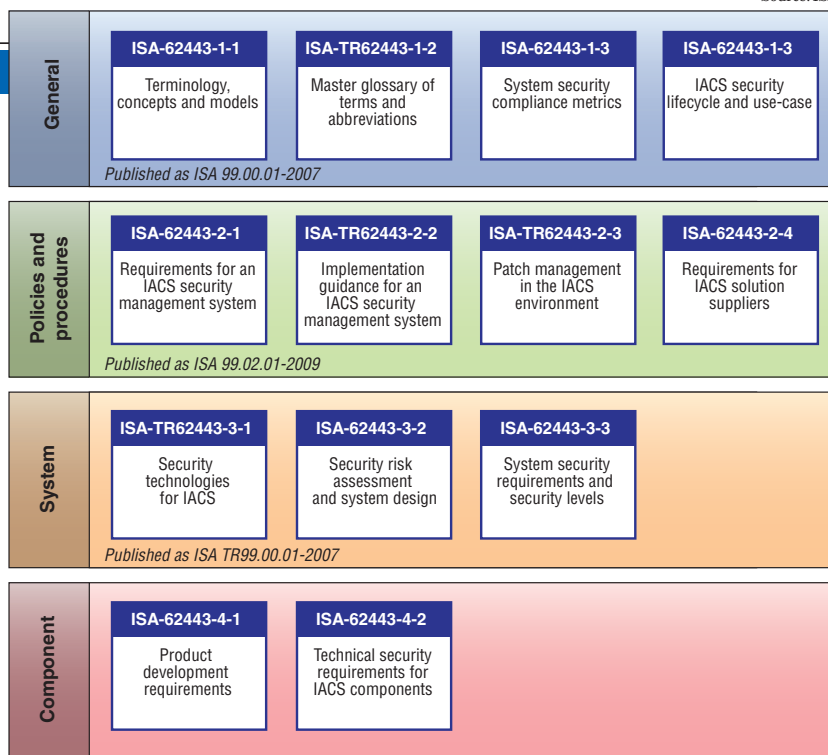 General
ISA-62443-1-1
Terminology,
concepts and models
ISA-TR62443-1-2
Master glossary of
terms and
abbreviations
ISA-62443-1-3
System security
compliance metrics
ISA-62443-1-3
IACS security
lifecycle and use-case
Published as ISA 99.00.01-2007
Policies and
procedures
ISA-62443-2-1
Requirements for an
IACS security
management system
ISA-TR62443-2-2
Implementation
guidance for an
IACS security
management system
ISA-TR62443-2-3
Patch management
in the IACS
environment
ISA-62443-2-4
Requirements for
IACS solution
suppliers
Published as ISA 99.02.01-2009
System
ISA-TR62443-3-1
Security
technologies
for IACS
ISA-62443-3-2
Security risk
assessment
and system design
ISA-62443-3-3
System security
requirements and
security levels
Published as ISA TR99.00.01-2007
Component
ISA-62443-4-1
Product
development
requirements
ISA-62443-4-2
Technical security
requirements for
IACS components